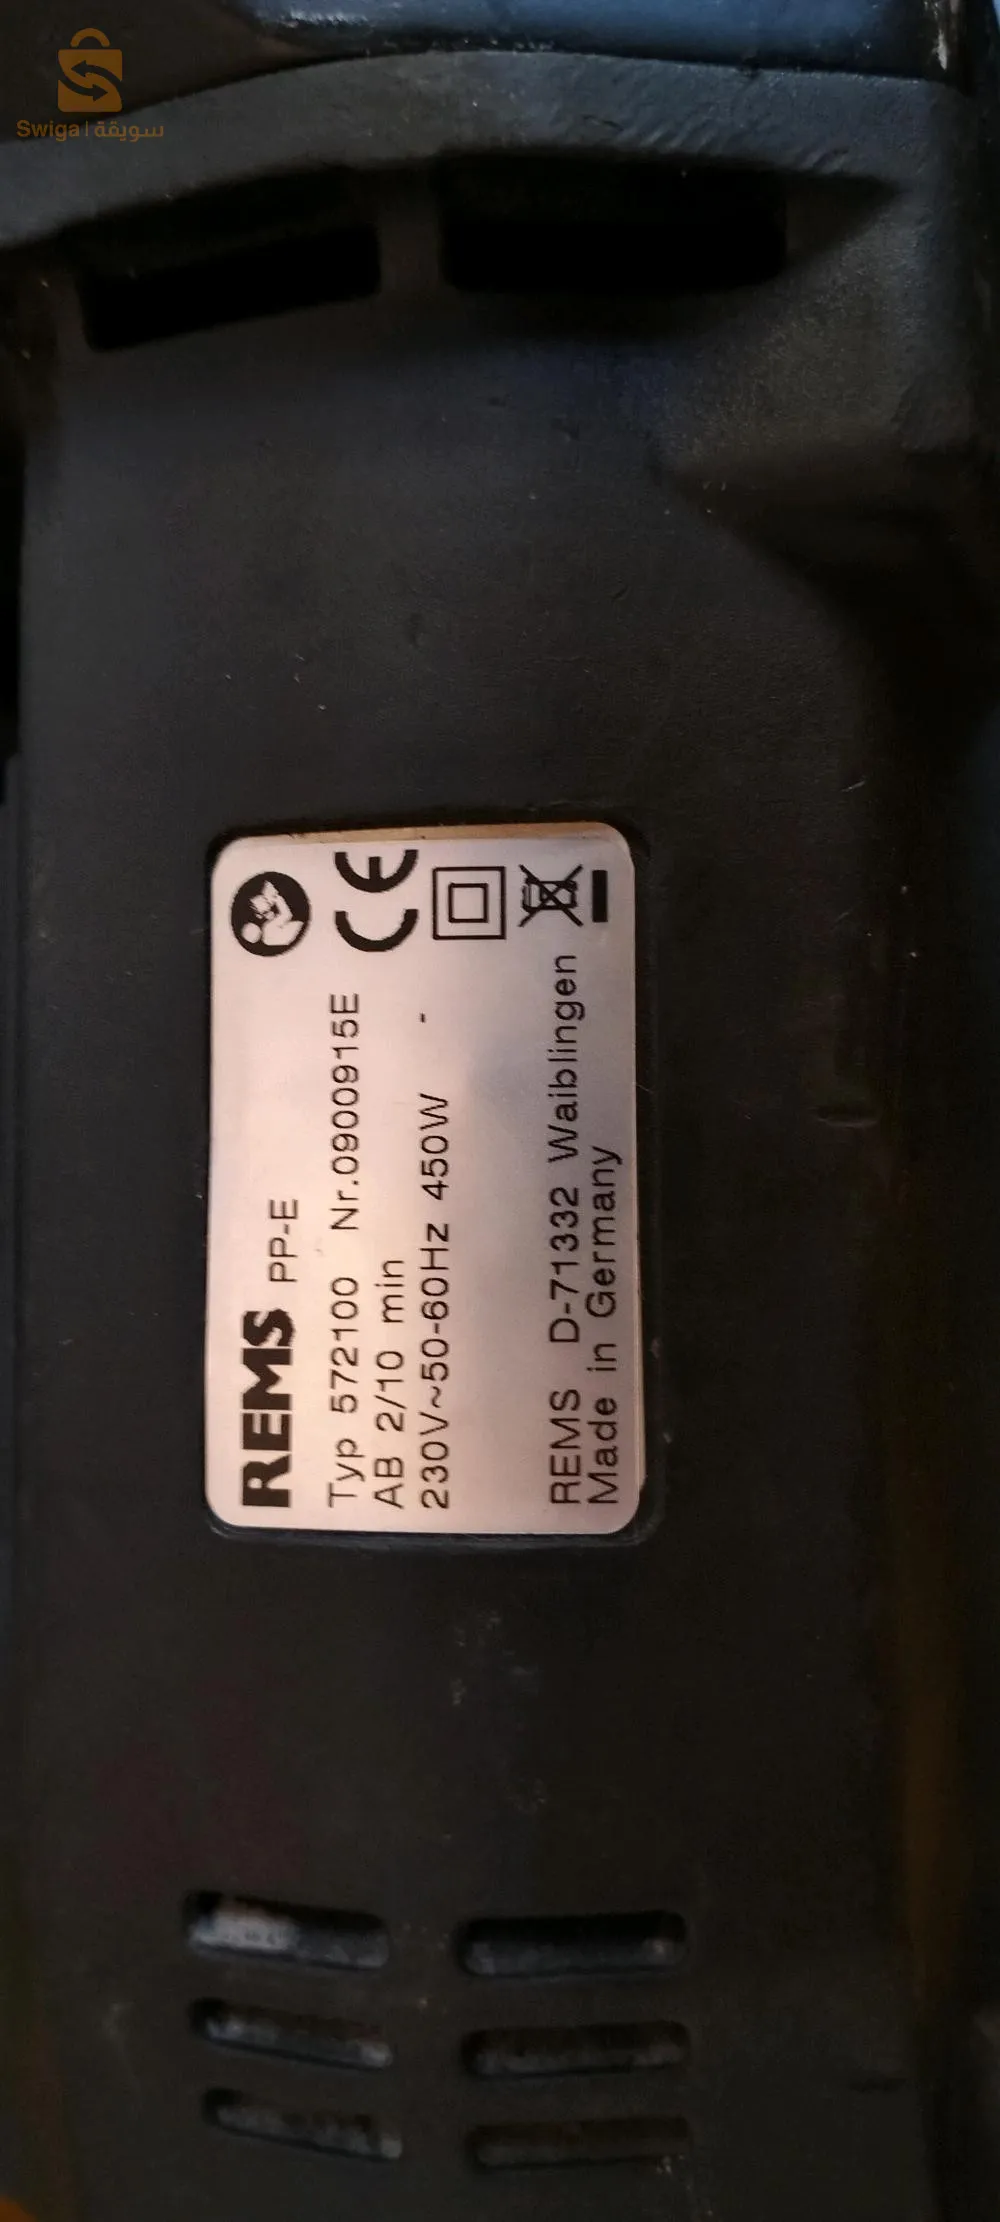 Swiga | سويقة
REMS PP-E
Typ 572100 Nr.0900915E
AB 2/10 min
230V~50-60Hz 450W -
REMS D-71332 Waiblingen
Made in Germany
CE